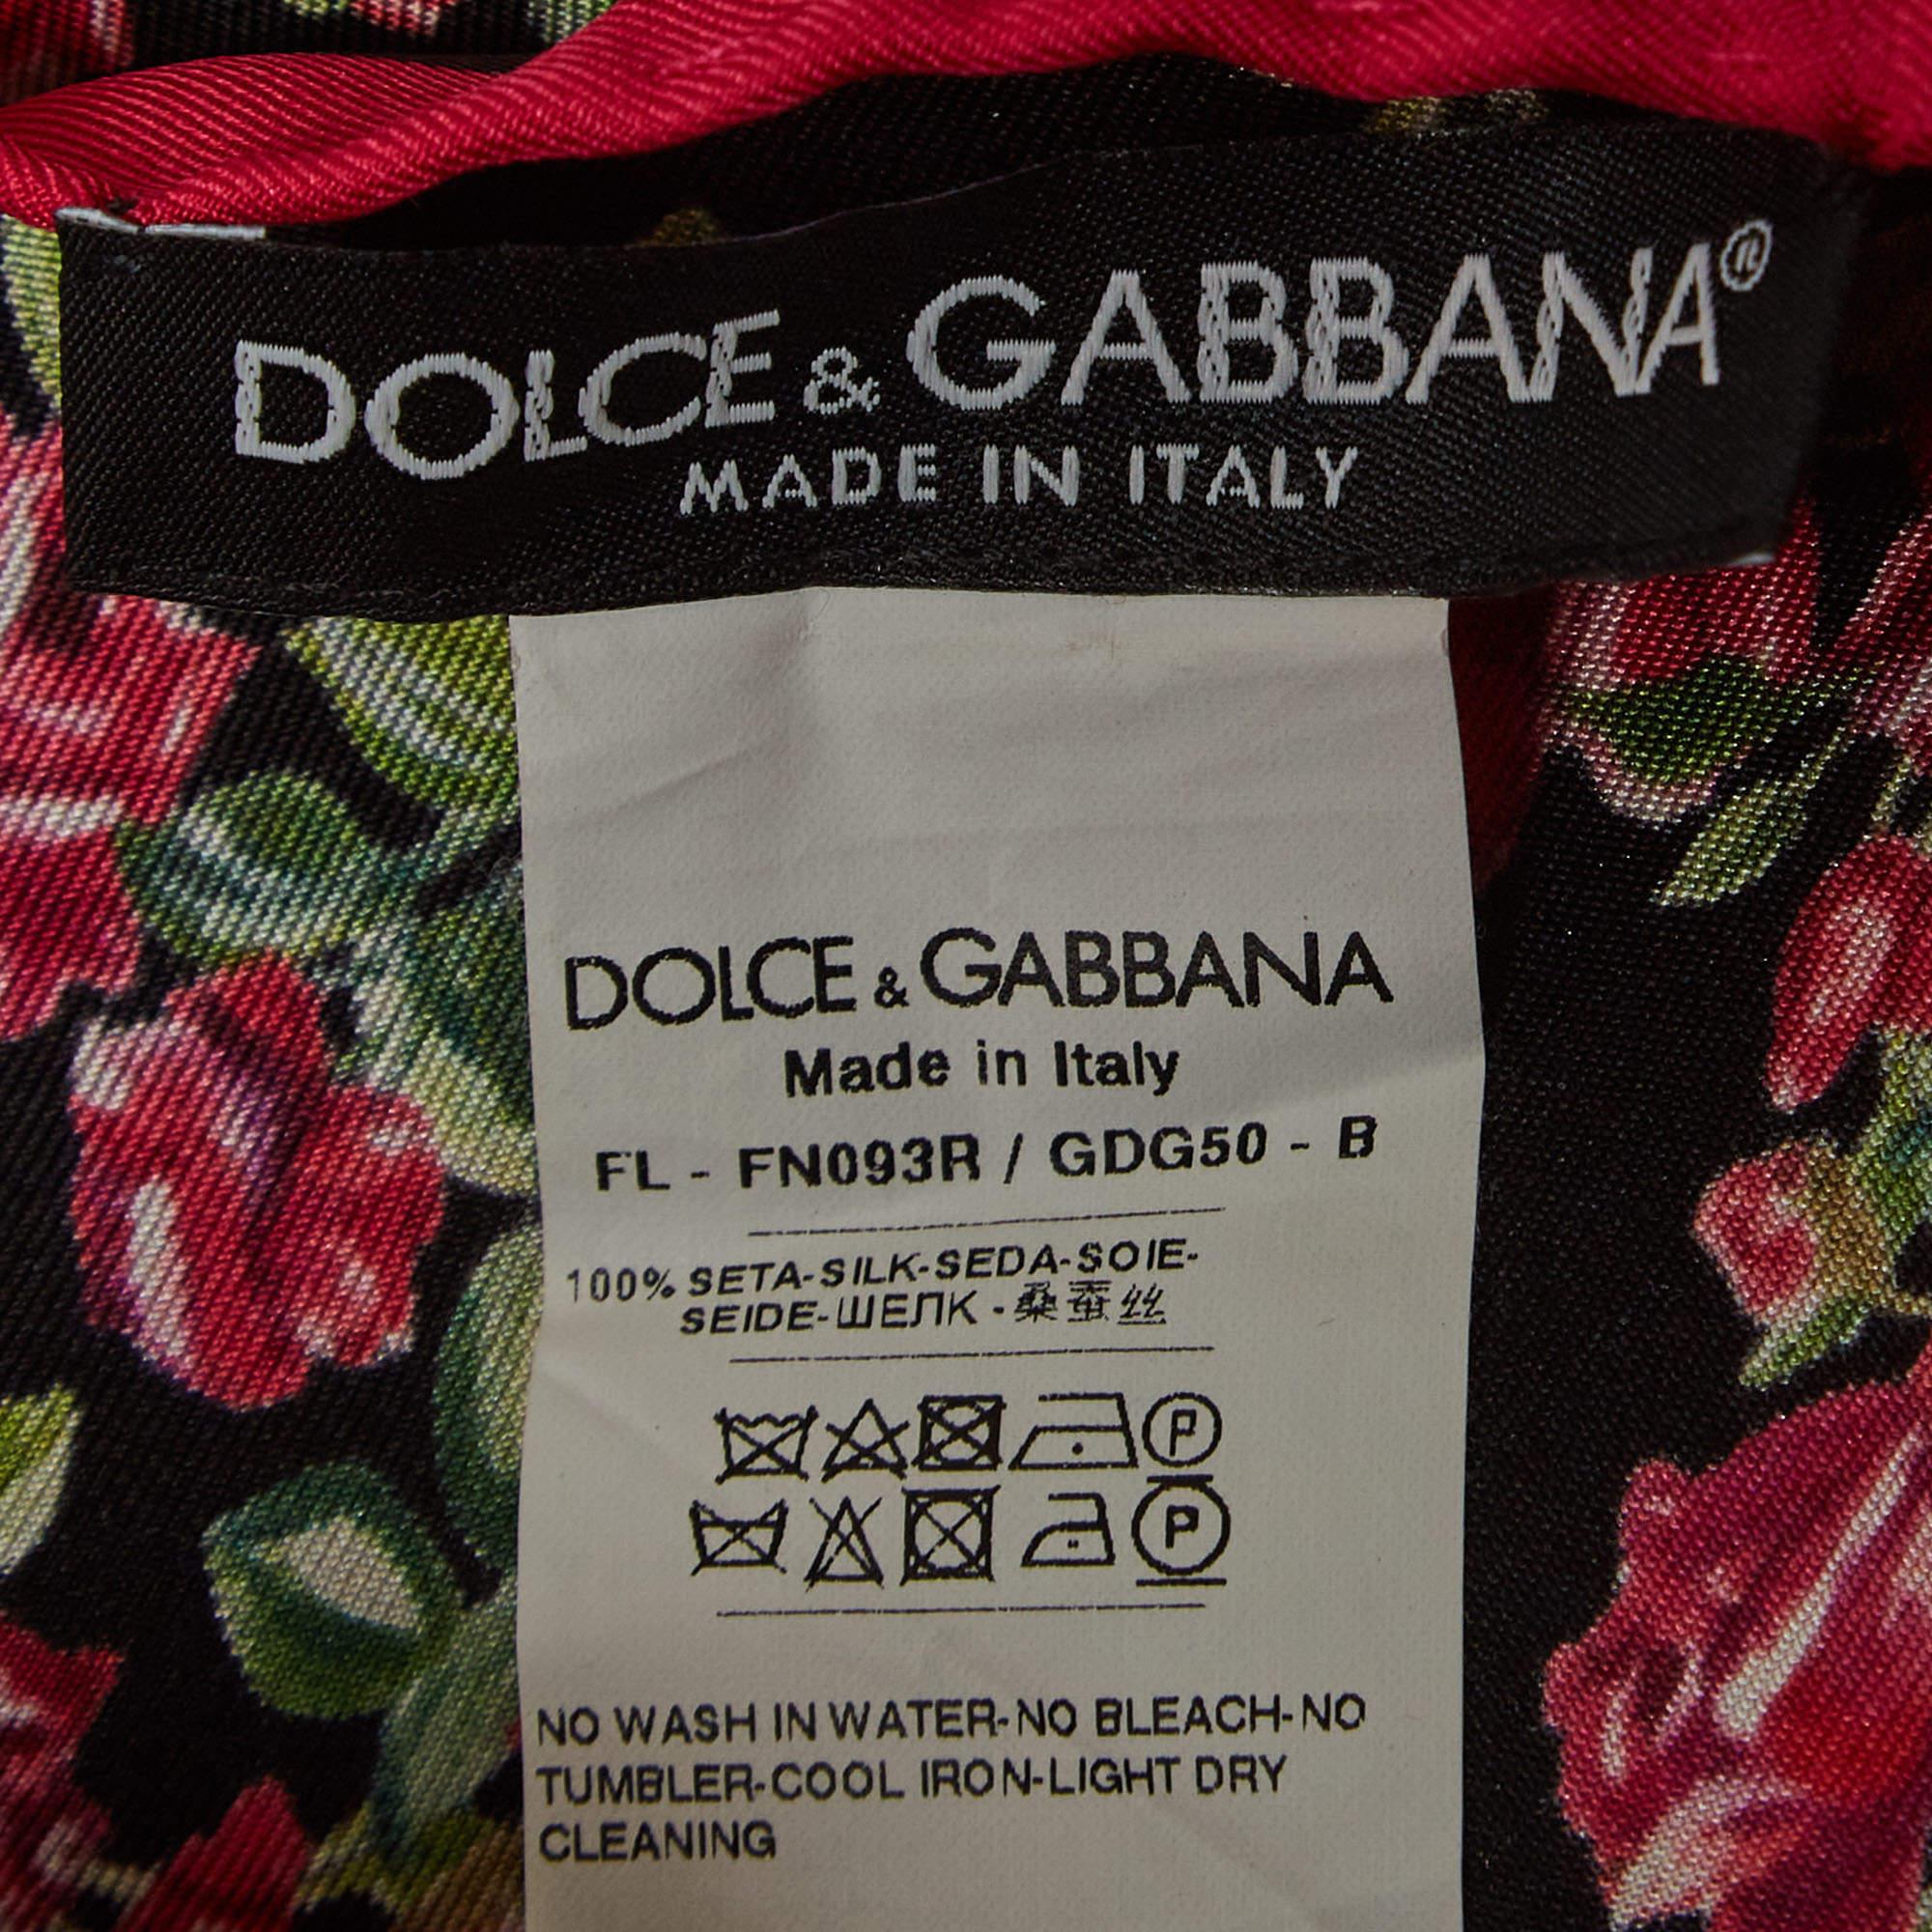 DOLCE & GABBANA®
MADE IN ITALY
DOLCE & GABBANA
Made in Italy
FL - FN093R / GDG50 - B
100% SETA-SILK-SEDA-SOIE-
SEIDE-ШЕЛК-桑蚕丝
P
P
NO WASH IN WATER-NO BLEACH-NO
TUMBLER-COOL IRON-LIGHT DRY
CLEANING